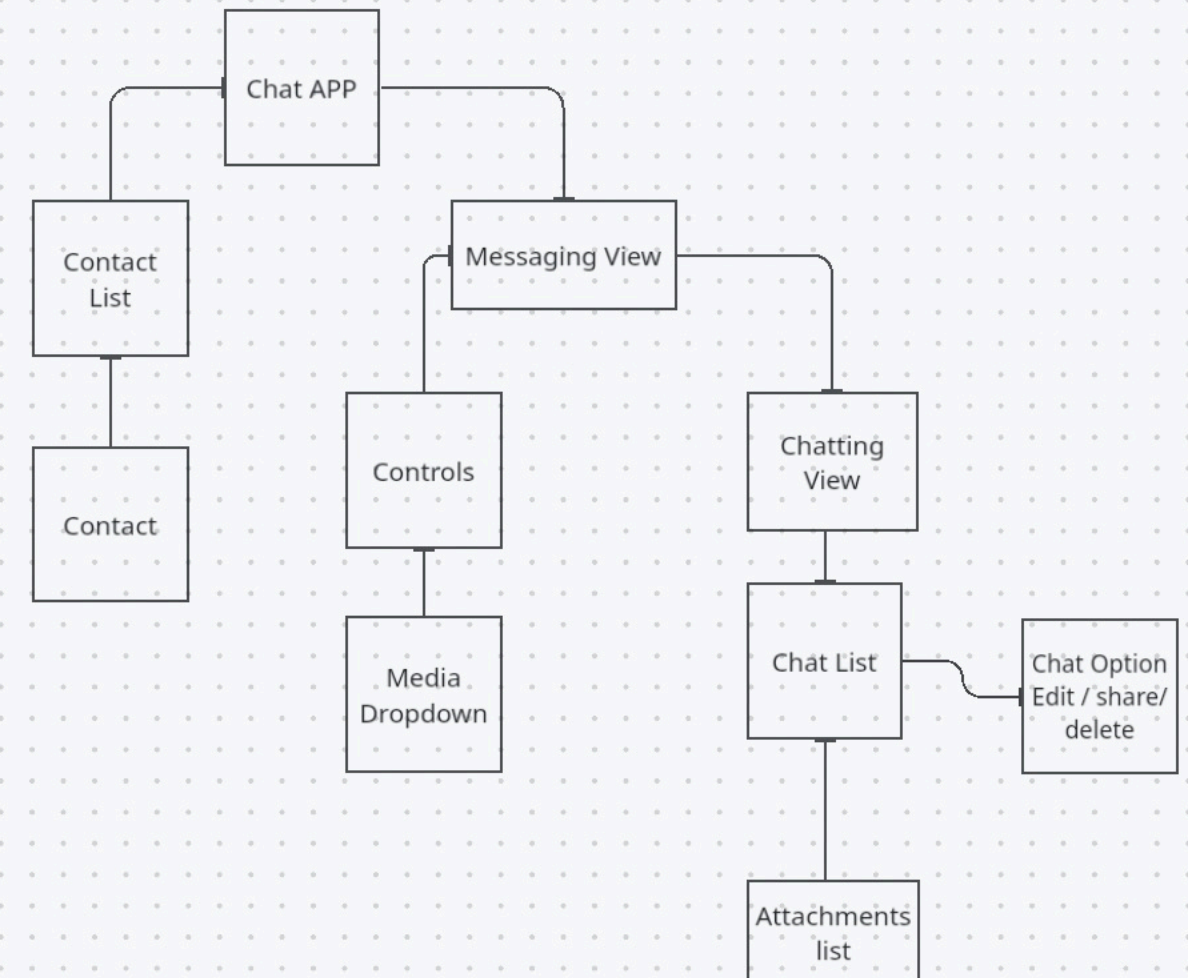 Chat APP
Contact
List
Messaging View
Controls
Chatting
View
Contact
Media
Dropdown
Chat List
Chat Option
Edit / share/
delete
Attachments
list